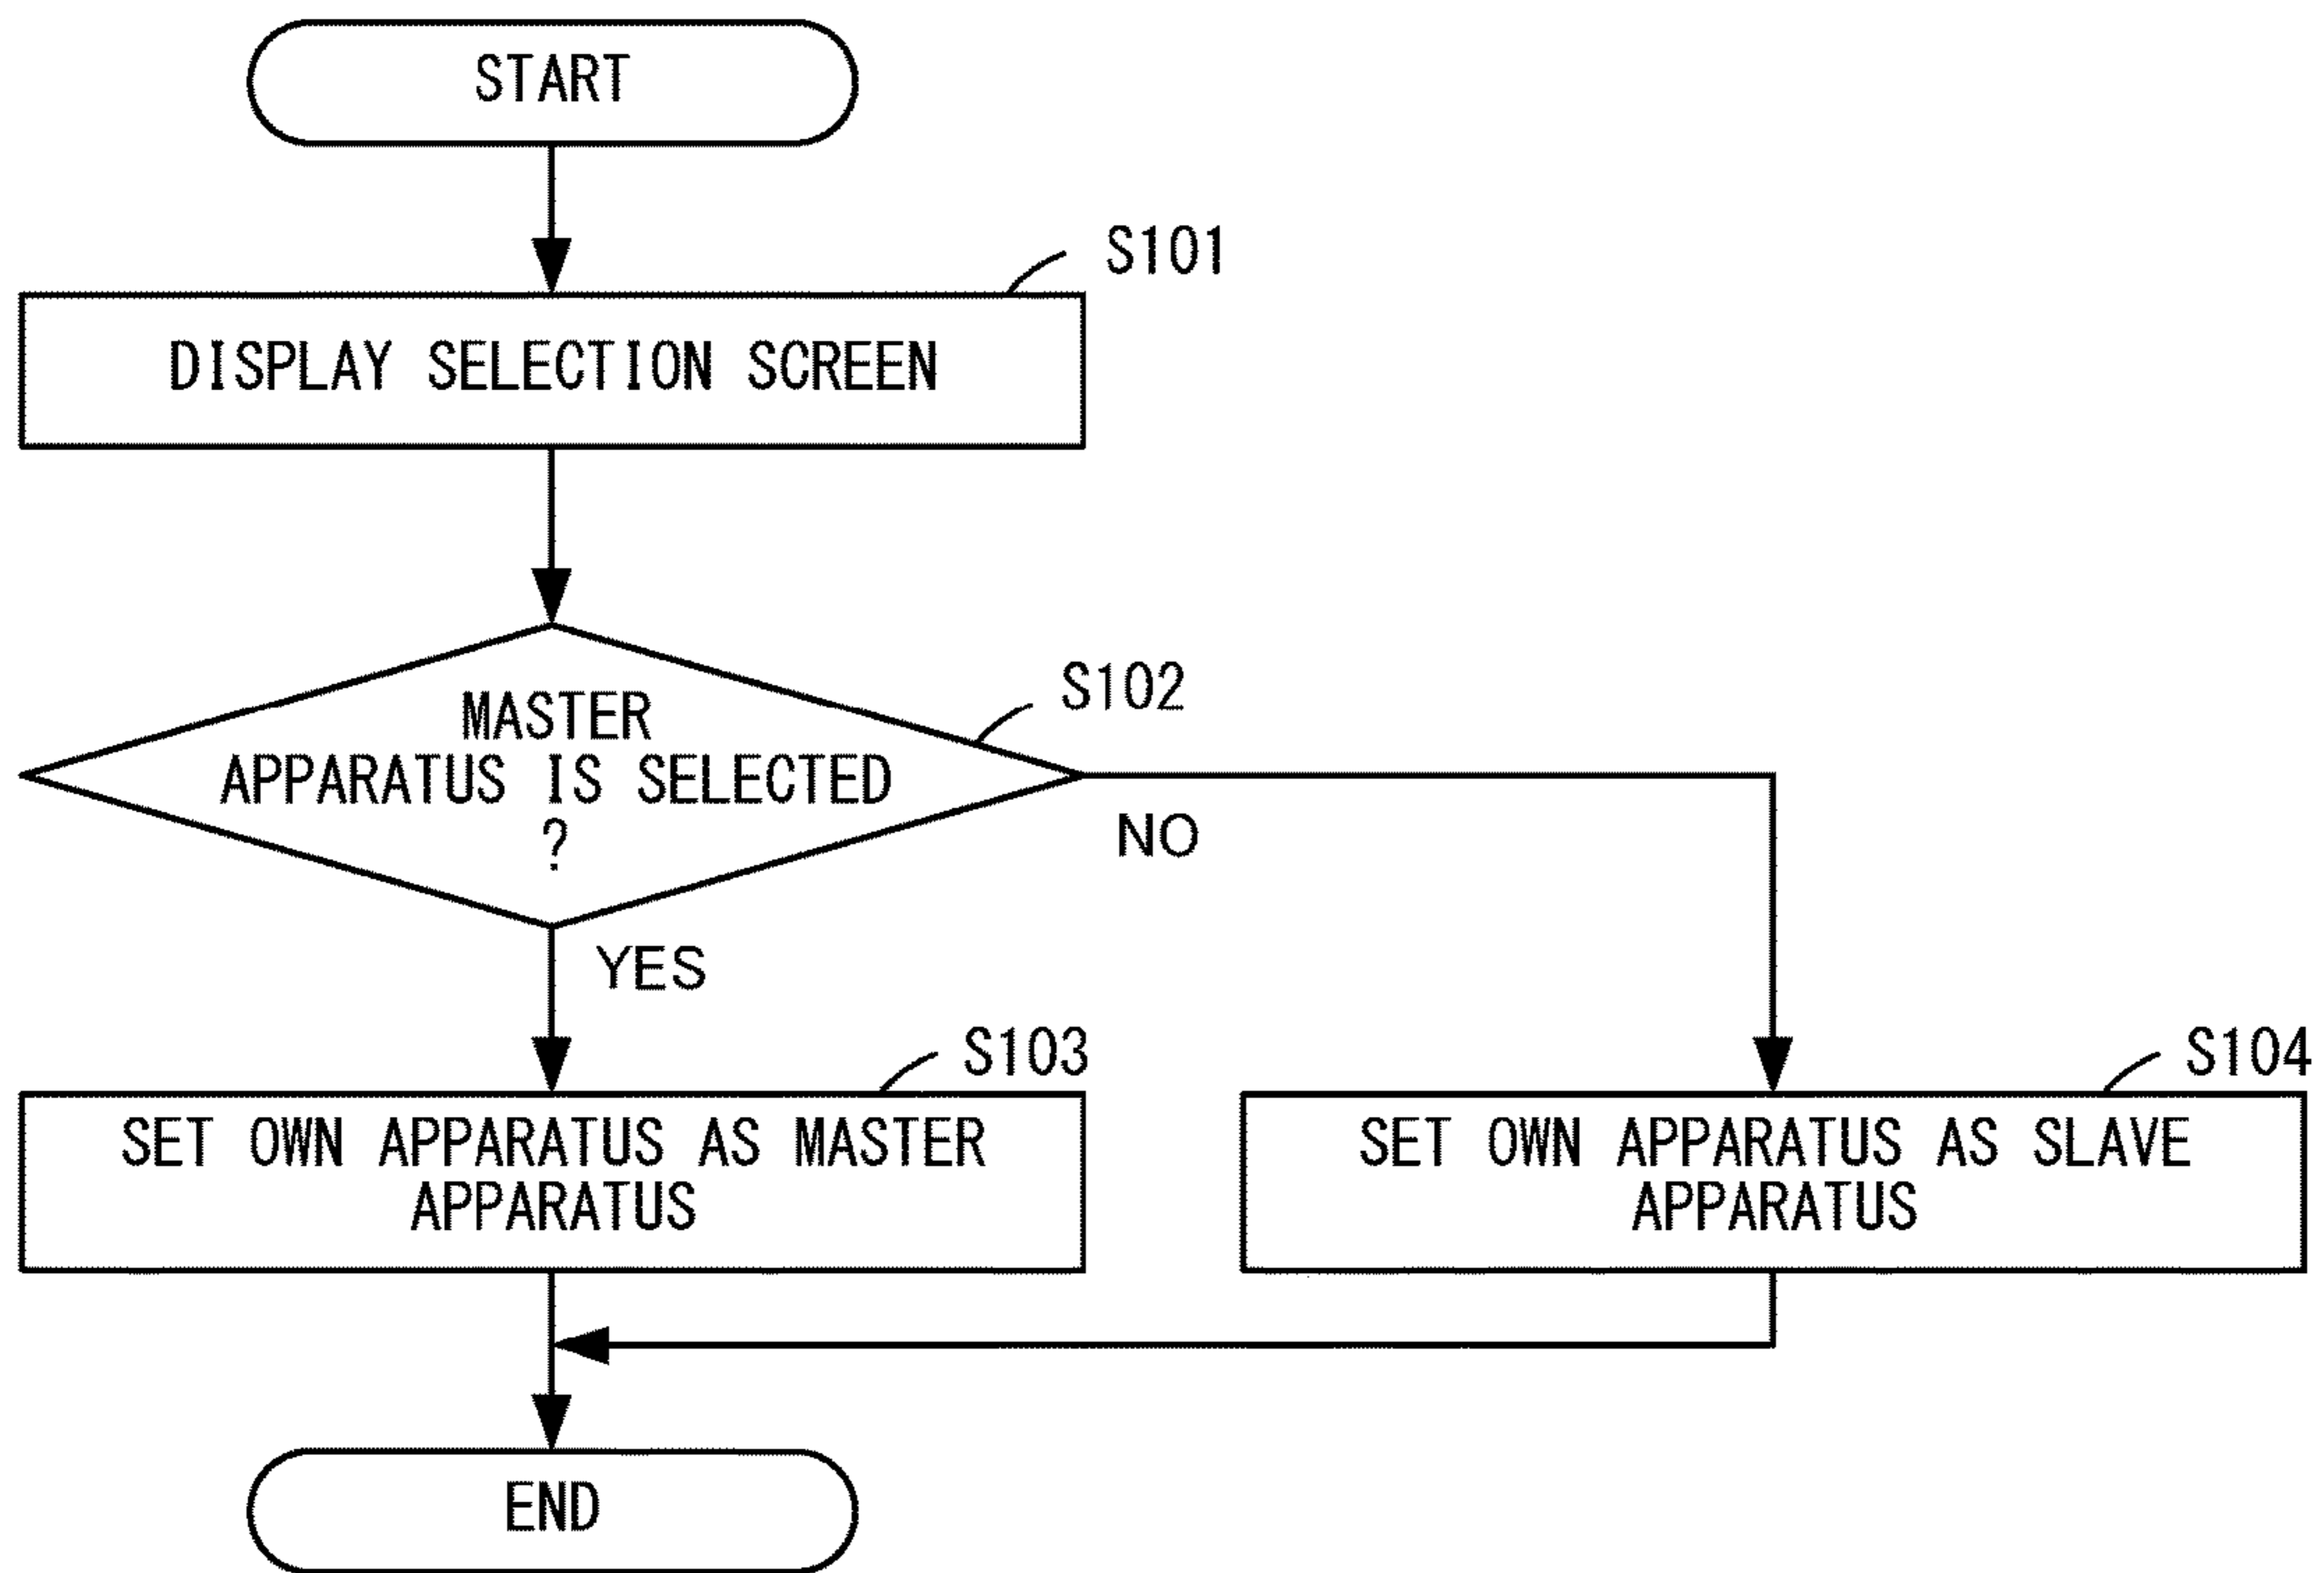 START
S101
DISPLAY SELECTION SCREEN
S102
MASTER
APPARATUS IS SELECTED
?
NO
YES
S103
SET OWN APPARATUS AS MASTER
APPARATUS
S104
SET OWN APPARATUS AS SLAVE
APPARATUS
END